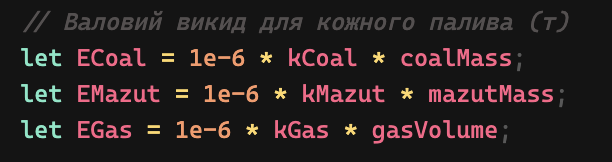 // Валовий викид для кожного палива (т)
let ECoal = 1e-6 * kCoal * coalMass;
let EMazut = 1e-6 * kMazut * mazutMass;
let EGas = 1e-6 * kGas * gasVolume;